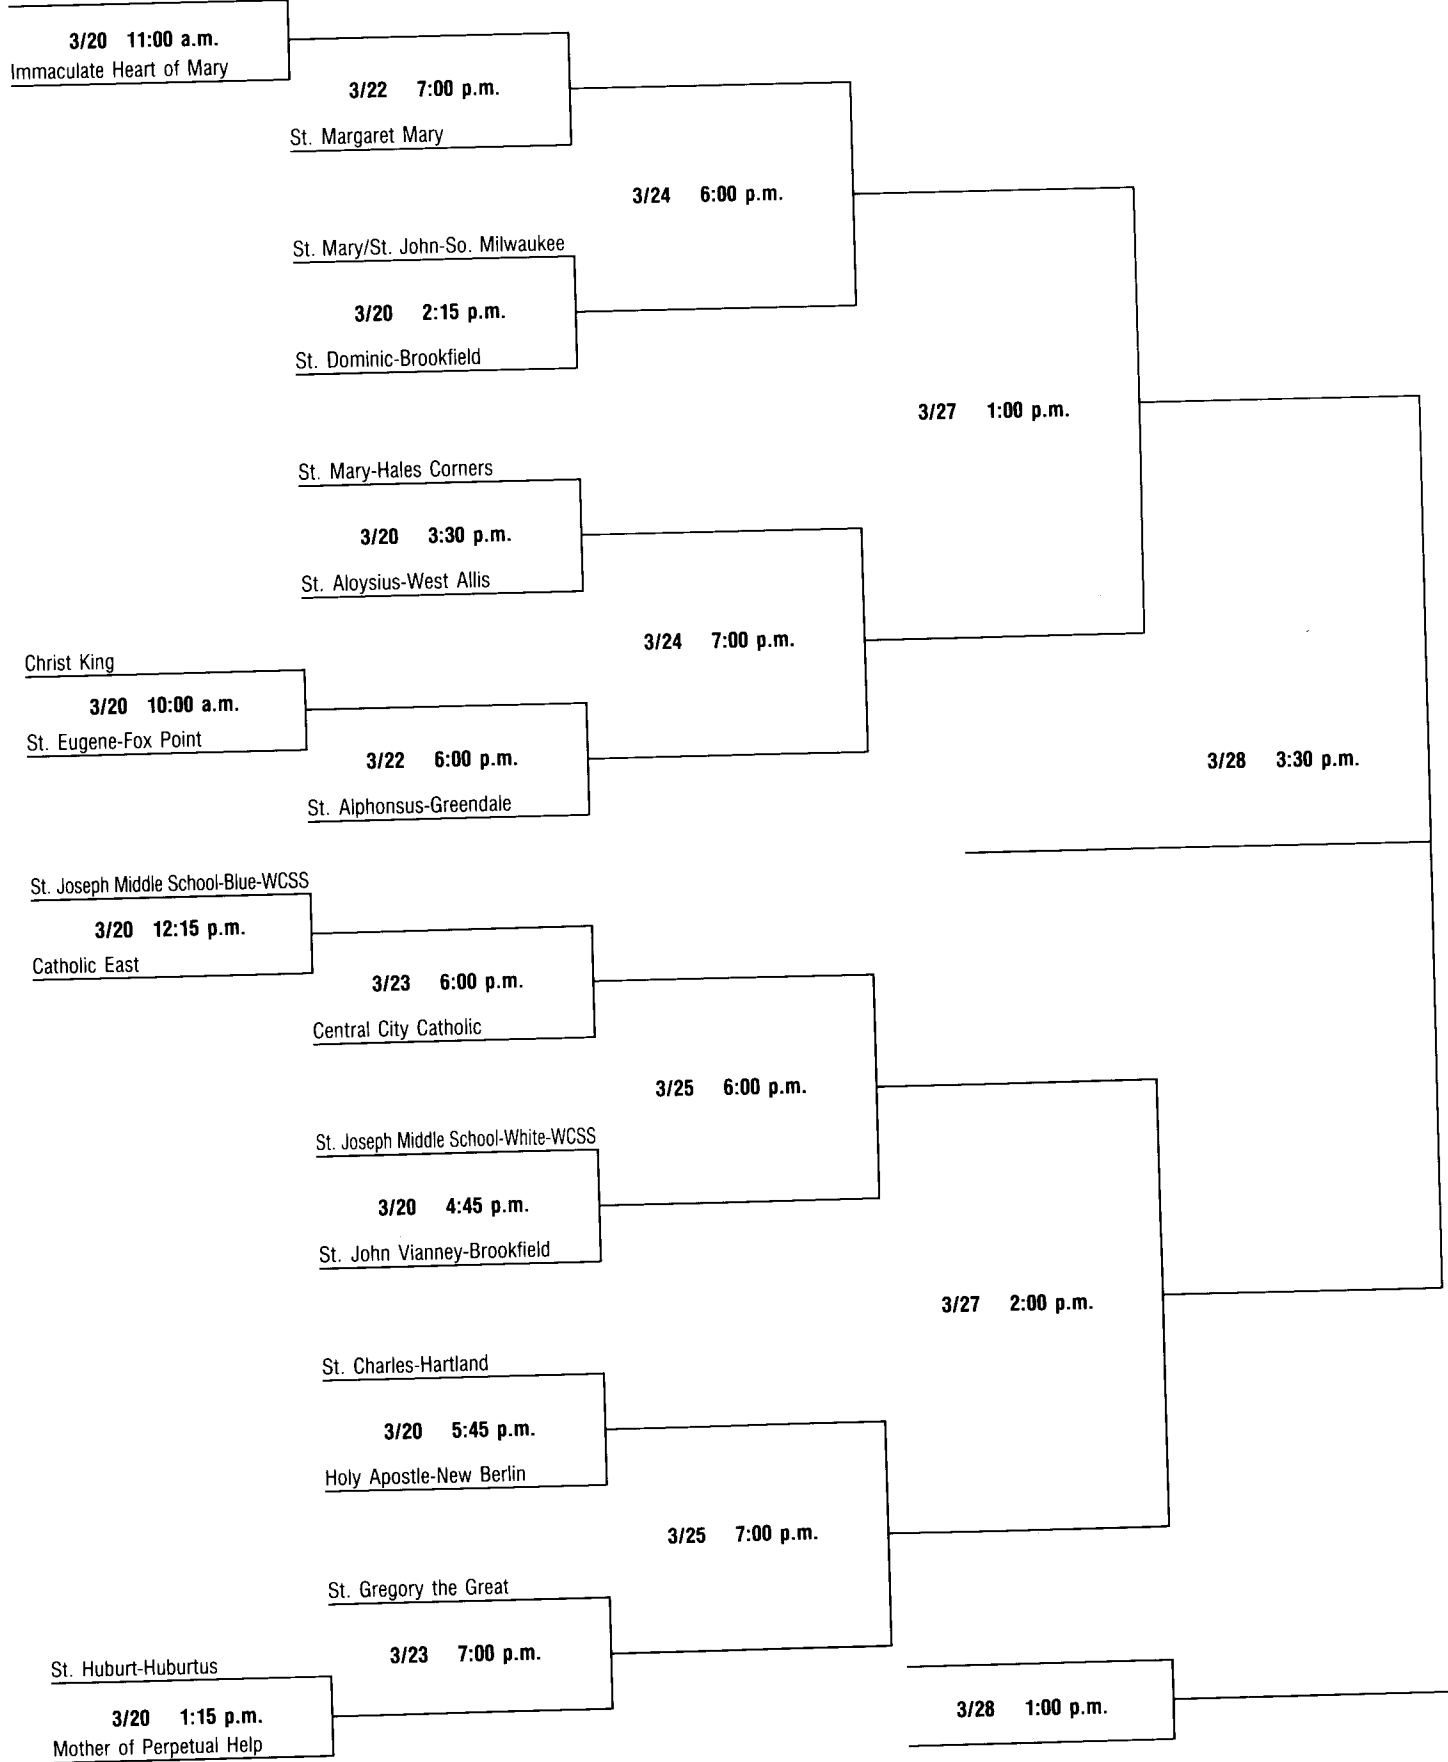 3/20 11:00 a.m.
Immaculate Heart of Mary
3/22 7:00 p.m.
St. Margaret Mary
3/24 6:00 p.m.
St. Mary/St. John-So. Milwaukee
3/20 2:15 p.m.
St. Dominic-Brookfield
3/27 1:00 p.m.
St. Mary-Hales Corners
3/20 3:30 p.m.
St. Aloysius-West Allis
3/24 7:00 p.m.
Christ King
3/20 10:00 a.m.
St. Eugene-Fox Point
3/22 6:00 p.m.
St. Alphonsus-Greendale
3/28 3:30 p.m.
St. Joseph Middle School-Blue-WCSS
3/20 12:15 p.m.
Catholic East
3/23 6:00 p.m.
Central City Catholic
3/25 6:00 p.m.
St. Joseph Middle School-White-WCSS
3/20 4:45 p.m.
St. John Vianney-Brookfield
3/27 2:00 p.m.
St. Charles-Hartland
3/20 5:45 p.m.
Holy Apostle-New Berlin
3/25 7:00 p.m.
St. Gregory the Great
3/23 7:00 p.m.
St. Huburt-Huburtus
3/20 1:15 p.m.
Mother of Perpetual Help
3/28 1:00 p.m.